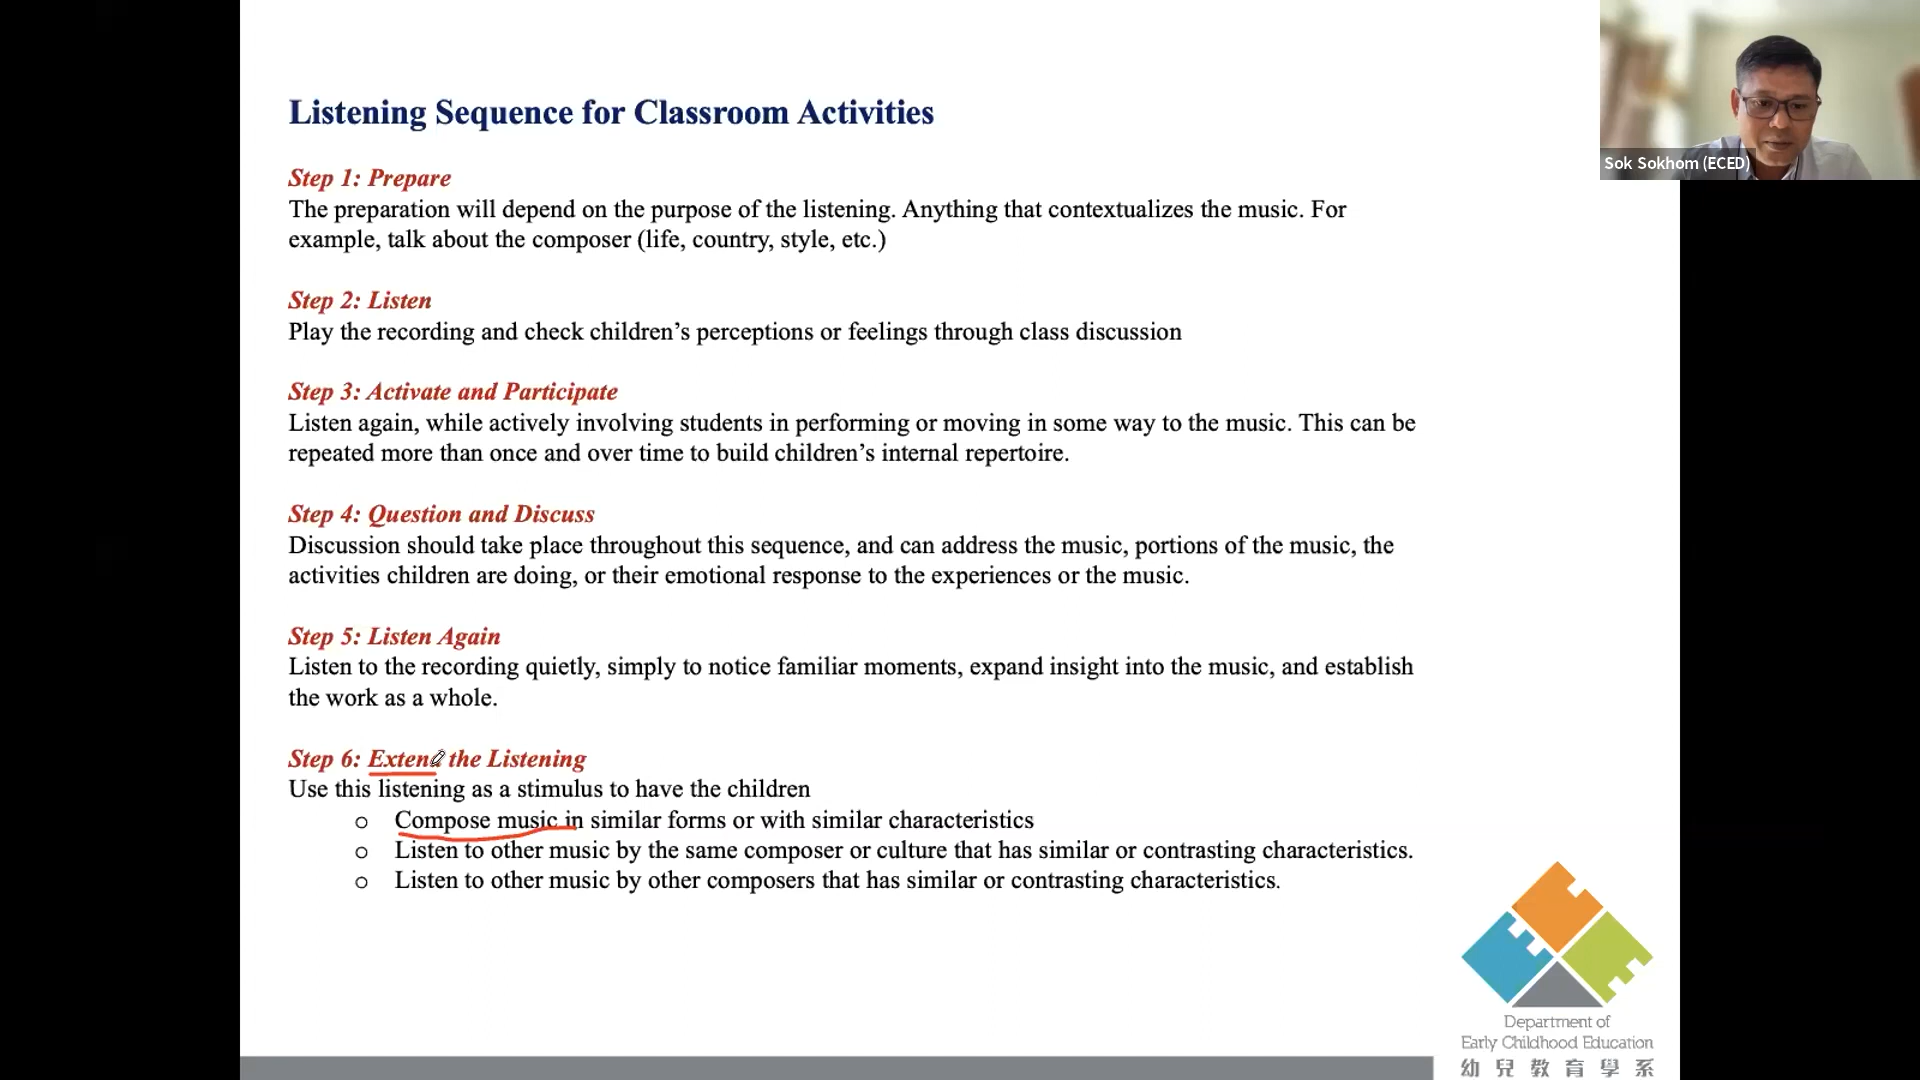 Listening Sequence for Classroom Activities
Step 1: Prepare
The preparation will depend on the purpose of the listening. Anything that contextualizes the music. For
example, talk about the composer (life, country, style, etc.)
Step 2: Listen
Play the recording and check children’s perceptions or feelings through class discussion
Step 3: Activate and Participate
Listen again, while actively involving students in performing or moving in some way to the music. This can be
repeated more than once and over time to build children’s internal repertoire.
Step 4: Question and Discuss
Discussion should take place throughout this sequence, and can address the music, portions of the music, the
activities children are doing, or their emotional response to the experiences or the music.
Step 5: Listen Again
Listen to the recording quietly, simply to notice familiar moments, expand insight into the music, and establish
the work as a whole.
Step 6: Extend the Listening
Use this listening as a stimulus to have the children
o Compose music in similar forms or with similar characteristics
o Listen to other music by the same composer or culture that has similar or contrasting characteristics.
o Listen to other music by other composers that has similar or contrasting characteristics.
Sok Sokhom (ECED)
Department of
Early Childhood Education
幼兒教育學系